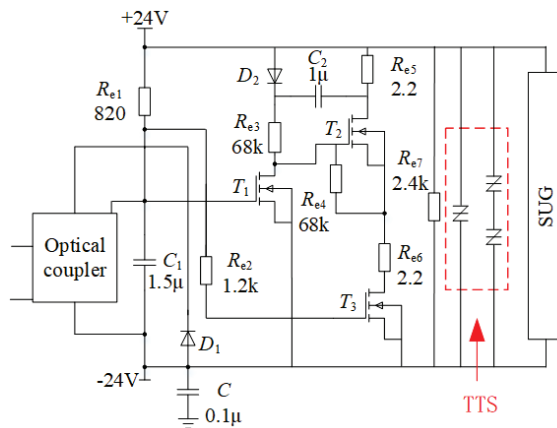 +24V
C₂
1μ
D₂
Rₑ₅
2.2
Rₑ₁
820
Rₑ₃
68k
T₂
Rₑ₇
2.4k
T₁
Rₑ₄
68k
Optical
coupler
C₁
1.5μ
Rₑ₂
1.2k
Rₑ₆
2.2
T₃
SUG
D₁
-24V
C
0.1μ
TTS